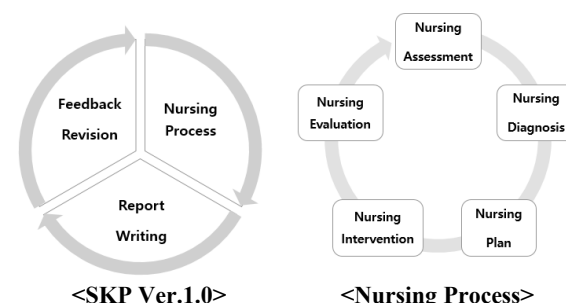 Feedback
Revision
Nursing
Process
Report
Writing
<SKP Ver.1.0>
Nursing
Assessment
Nursing
Diagnosis
Nursing
Plan
Nursing
Intervention
Nursing
Evaluation
<Nursing Process>